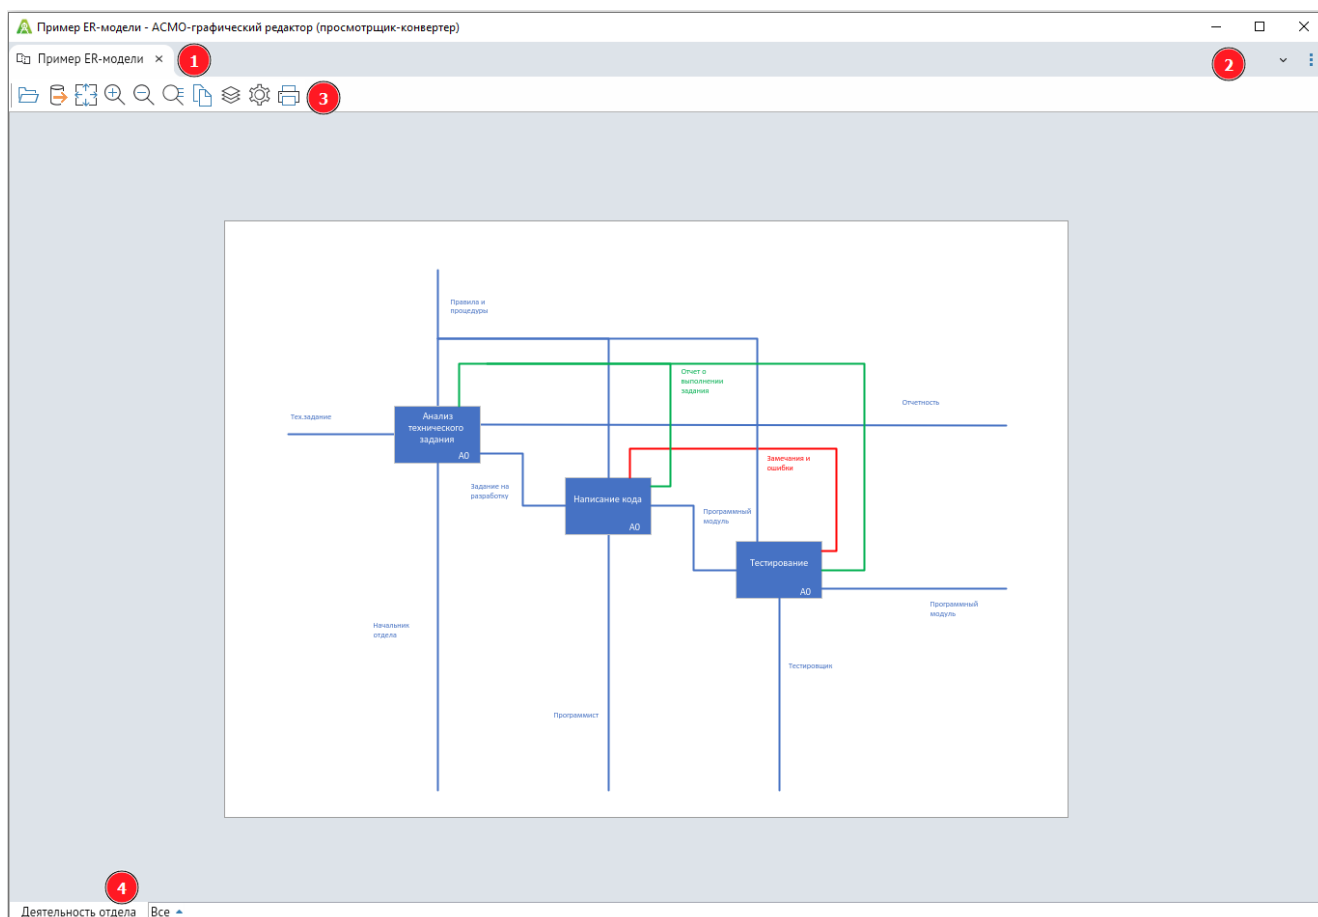 Пример ER-модели - АСМО-графический редактор (просмотрщик-конвертер)
Пример ER-модели
1
2
3
Правила и
процедуры
Отчет о
выполнении
задания
Отчетность
Тех.задание
Анализ
технического
задания
A0
Замечания и
ошибки
Задание на
разработку
Написание кода
A0
Программный
модуль
Тестирование
A0
Программный
модуль
Начальник
отдела
Тестировщик
Программист
4
Деятельность отдела
Все